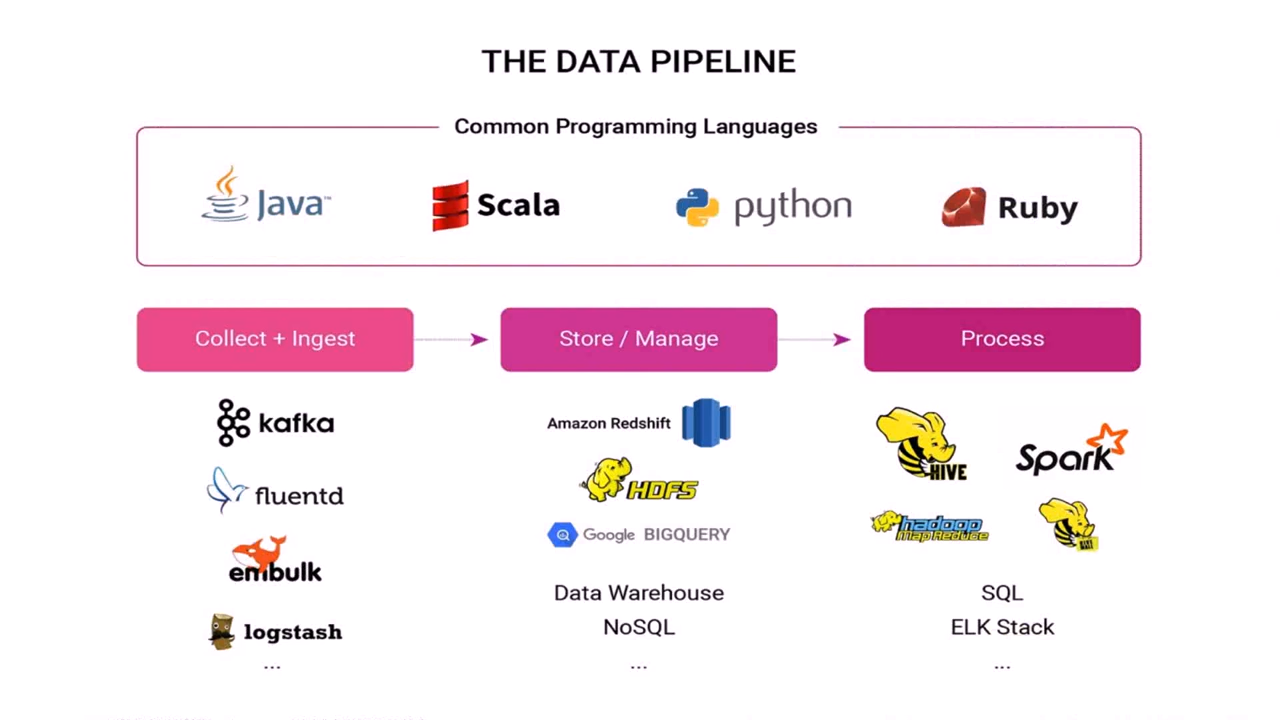 THE DATA PIPELINE
Common Programming Languages
Java™
Scala
python
Ruby
Collect + Ingest
Store / Manage
Process
kafka
fluentd
embulk
logstash
...
Amazon Redshift
HDFS
Google BIGQUERY
Data Warehouse
NoSQL
...
HIVE
Spark
hadoop
Map Reduce
SQL
ELK Stack
...